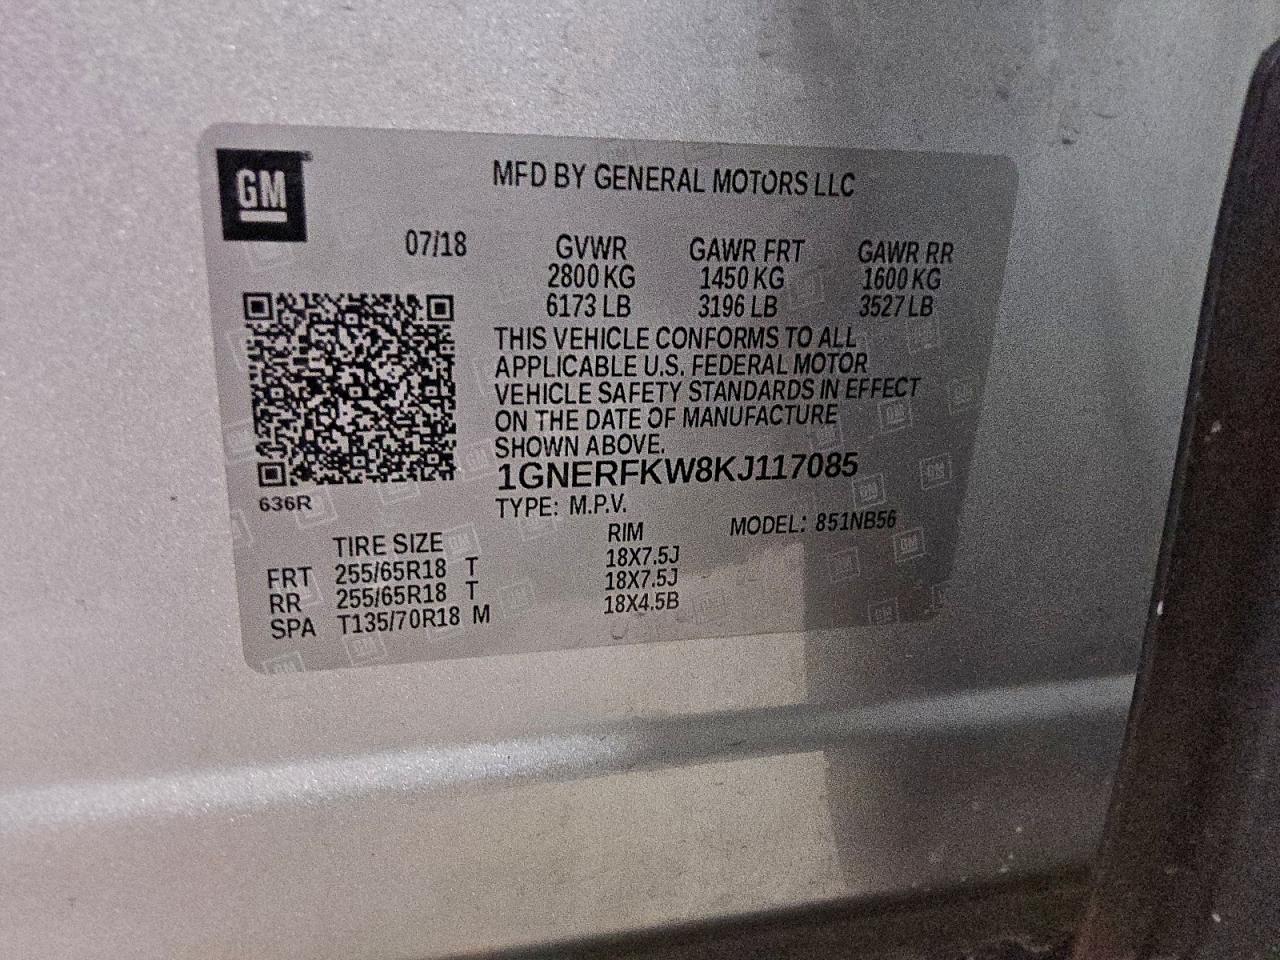 GM
MFD BY GENERAL MOTORS LLC
07/18 GVWR GAWR FRT GAWR RR
2800 KG 1450 KG 1600 KG
6173 LB 3196 LB 3527 LB
THIS VEHICLE CONFORMS TO ALL
APPLICABLE U.S. FEDERAL MOTOR
VEHICLE SAFETY STANDARDS IN EFFECT
ON THE DATE OF MANUFACTURE
SHOWN ABOVE.
1GNERFKW8KJ117085
636R
TYPE: M.P.V. MODEL: 851NB56
TIRE SIZE RIM
FRT 255/65R18 T 18X7.5J
RR 255/65R18 T 18X7.5J
SPA T135/70R18 M 18X4.5B